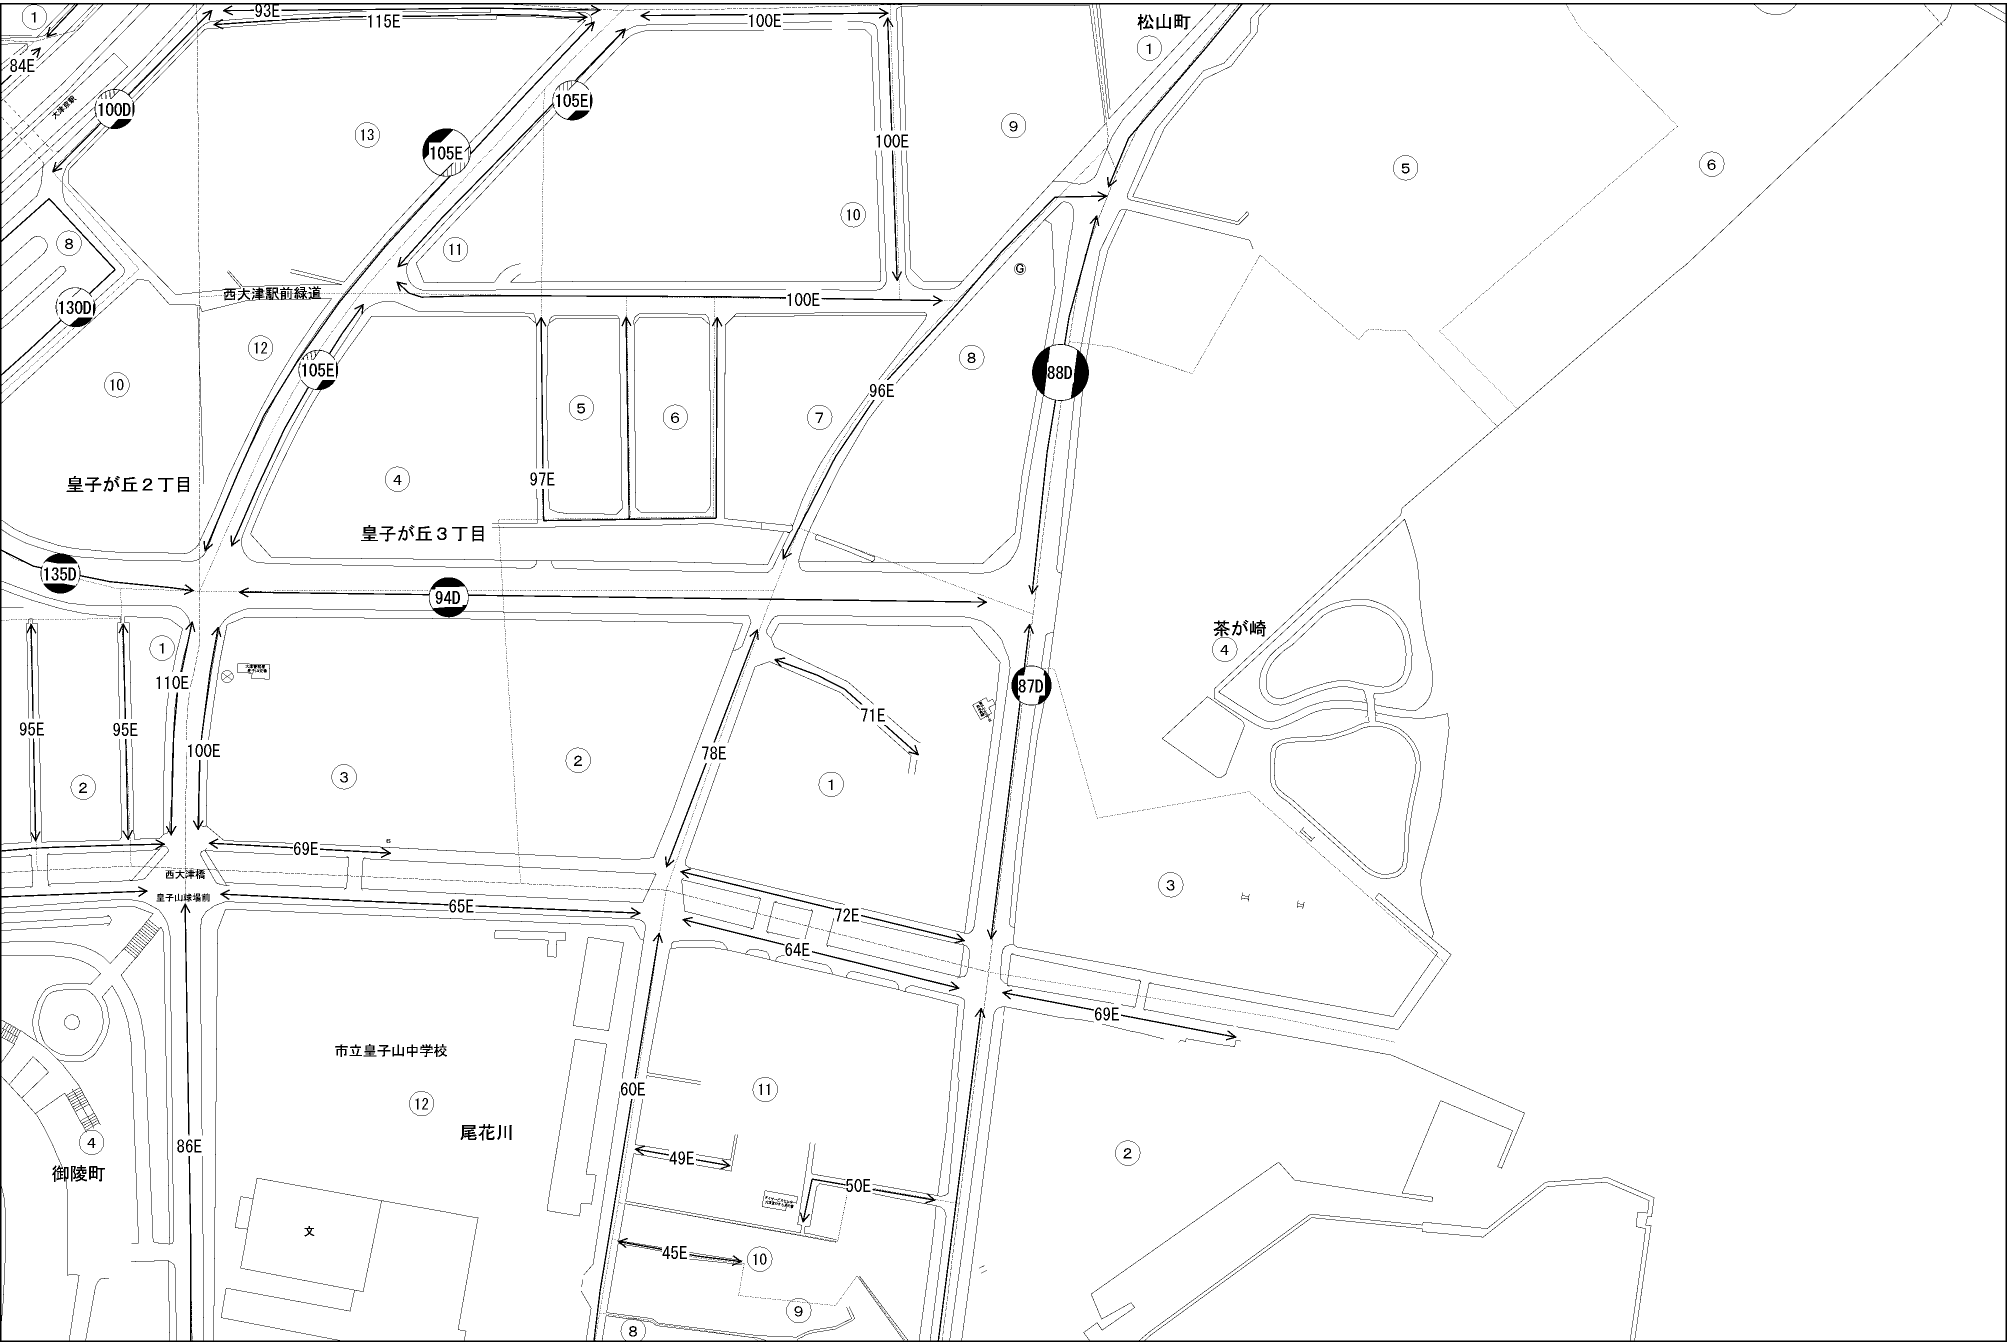 ①
93E
115E
100E
松山町
①
84E
大津京駅
100D
⑬
105E
105E
100E
⑨
⑤
⑥
⑩
⑪
⑧
G
130D
西大津駅前緑道
100E
⑫
105E
⑧
88D
⑩
96E
⑤
⑥
⑦
④
97E
皇子が丘2丁目
皇子が丘3丁目
135D
94D
茶が崎
④
①
110E
87D
95E
95E
100E
71E
78E
②
③
②
①
69E
西大津橋
皇子山球場前
③
65E
72E
64E
69E
市立皇子山中学校
⑫
60E
⑪
尾花川
④
御陵町
86E
49E
50E
②
文
45E
⑩
⑨
⑧